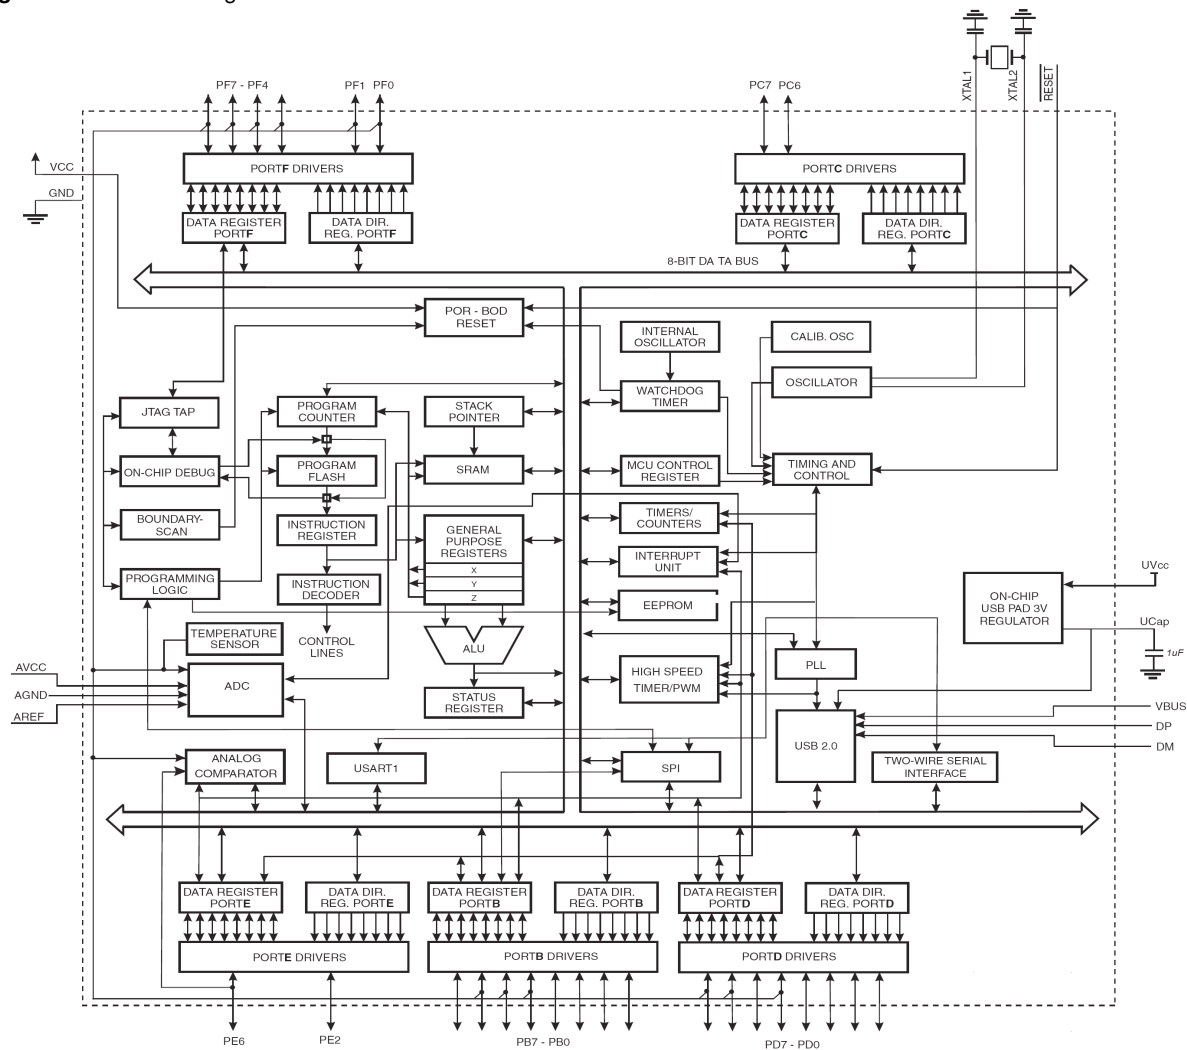 XTAL1
XTAL2
RESET
PF7 - PF4
PF1
PF0
PC7
PC6
VCC
GND
PORTF DRIVERS
PORTC DRIVERS
DATA REGISTER
PORTF
DATA DIR.
REG. PORTF
DATA REGISTER
PORTC
DATA DIR.
REG. PORTC
8-BIT DA TA BUS
POR - BOD
RESET
INTERNAL
OSCILLATOR
CALIB. OSC
WATCHDOG
TIMER
OSCILLATOR
JTAG TAP
PROGRAM
COUNTER
STACK
POINTER
ON-CHIP DEBUG
PROGRAM
FLASH
SRAM
MCU CONTROL
REGISTER
TIMING AND
CONTROL
BOUNDARY-
SCAN
INSTRUCTION
REGISTER
GENERAL
PURPOSE
REGISTERS
X
Y
Z
TIMERS/
COUNTERS
INTERRUPT
UNIT
PROGRAMMING
LOGIC
INSTRUCTION
DECODER
EEPROM
ON-CHIP
USB PAD 3V
REGULATOR
UVcc
UCap
1uF
TEMPERATURE
SENSOR
CONTROL
LINES
ALU
PLL
AVCC
AGND
AREF
ADC
STATUS
REGISTER
HIGH SPEED
TIMER/PWM
VBUS
DP
DM
USB 2.0
ANALOG
COMPARATOR
USART1
SPI
TWO-WIRE SERIAL
INTERFACE
DATA REGISTER
PORTE
DATA DIR.
REG. PORTE
DATA REGISTER
PORTB
DATA DIR.
REG. PORTB
DATA REGISTER
PORTD
DATA DIR.
REG. PORTD
PORTE DRIVERS
PORTB DRIVERS
PORTD DRIVERS
PE6
PE2
PB7 - PB0
PD7 - PD0